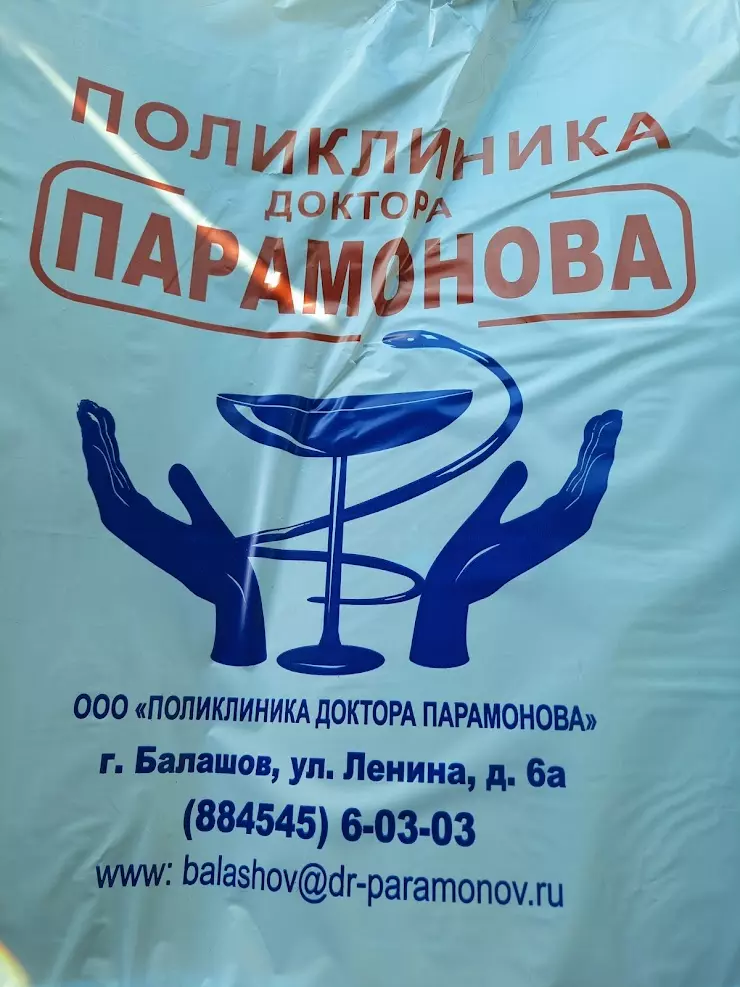 ПОЛИКЛИНИКА
ДОКТОРА
ПАРАМОНОВА
ООО «ПОЛИКЛИНИКА ДОКТОРА ПАРАМОНОВА»
г. Балашов, ул. Ленина, д. 6а
(884545) 6-03-03
www: balashov@dr-paramonov.ru